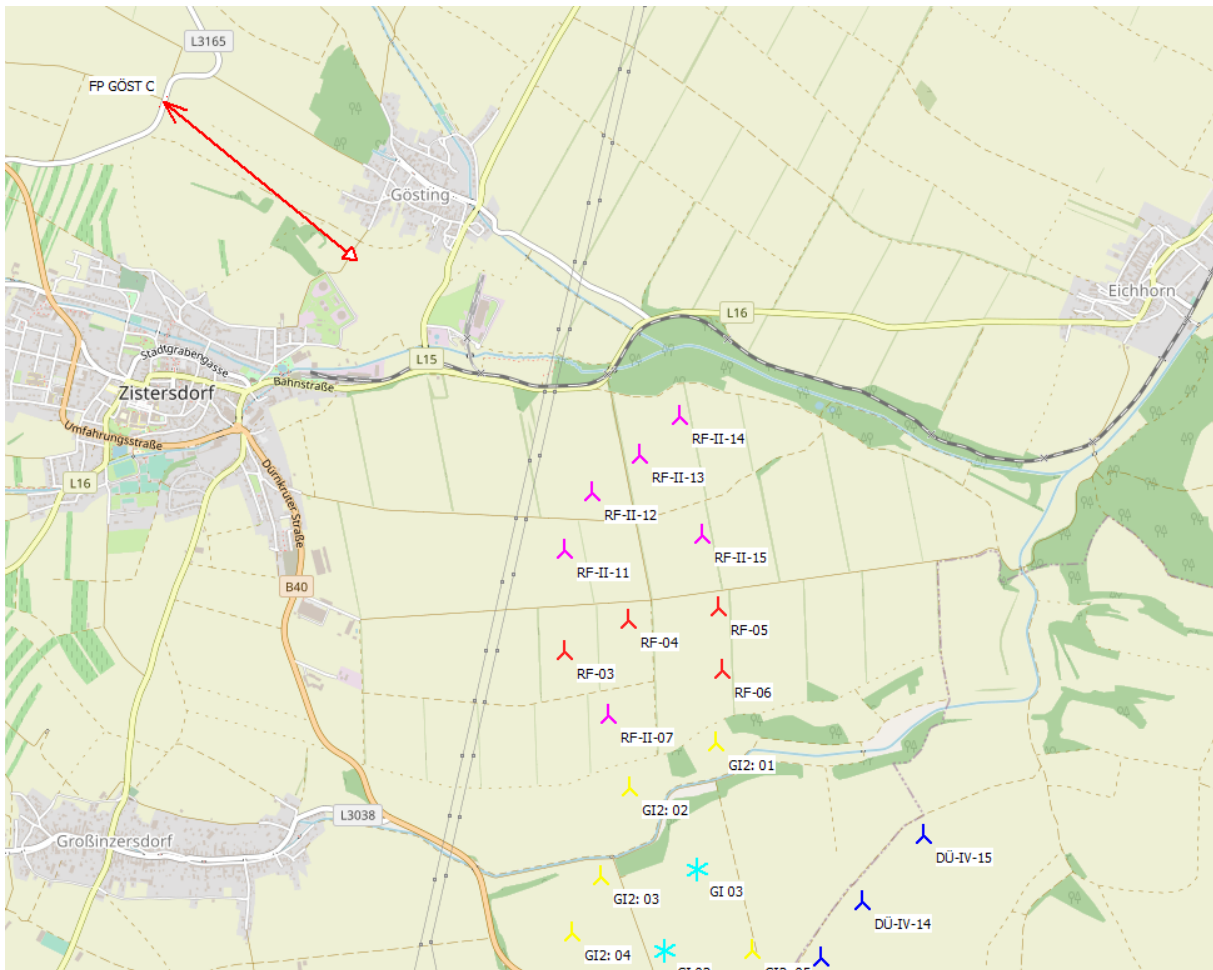 L3165
FP GÖST C
Gösting
Eichhorn
L16
L15
Stadtgrabengasse
Bahnstraße
Zistersdorf
Umfahrungsstraße
L16
Dürnkruter Straße
B40
RF-II-14
RF-II-13
RF-II-12
RF-II-15
RF-II-11
RF-05
RF-04
RF-03
RF-06
RF-II-07
GI2: 01
GI2: 02
L3038
Großinzersdorf
DÜ-IV-15
GI2: 03
GI 03
DÜ-IV-14
GI2: 04